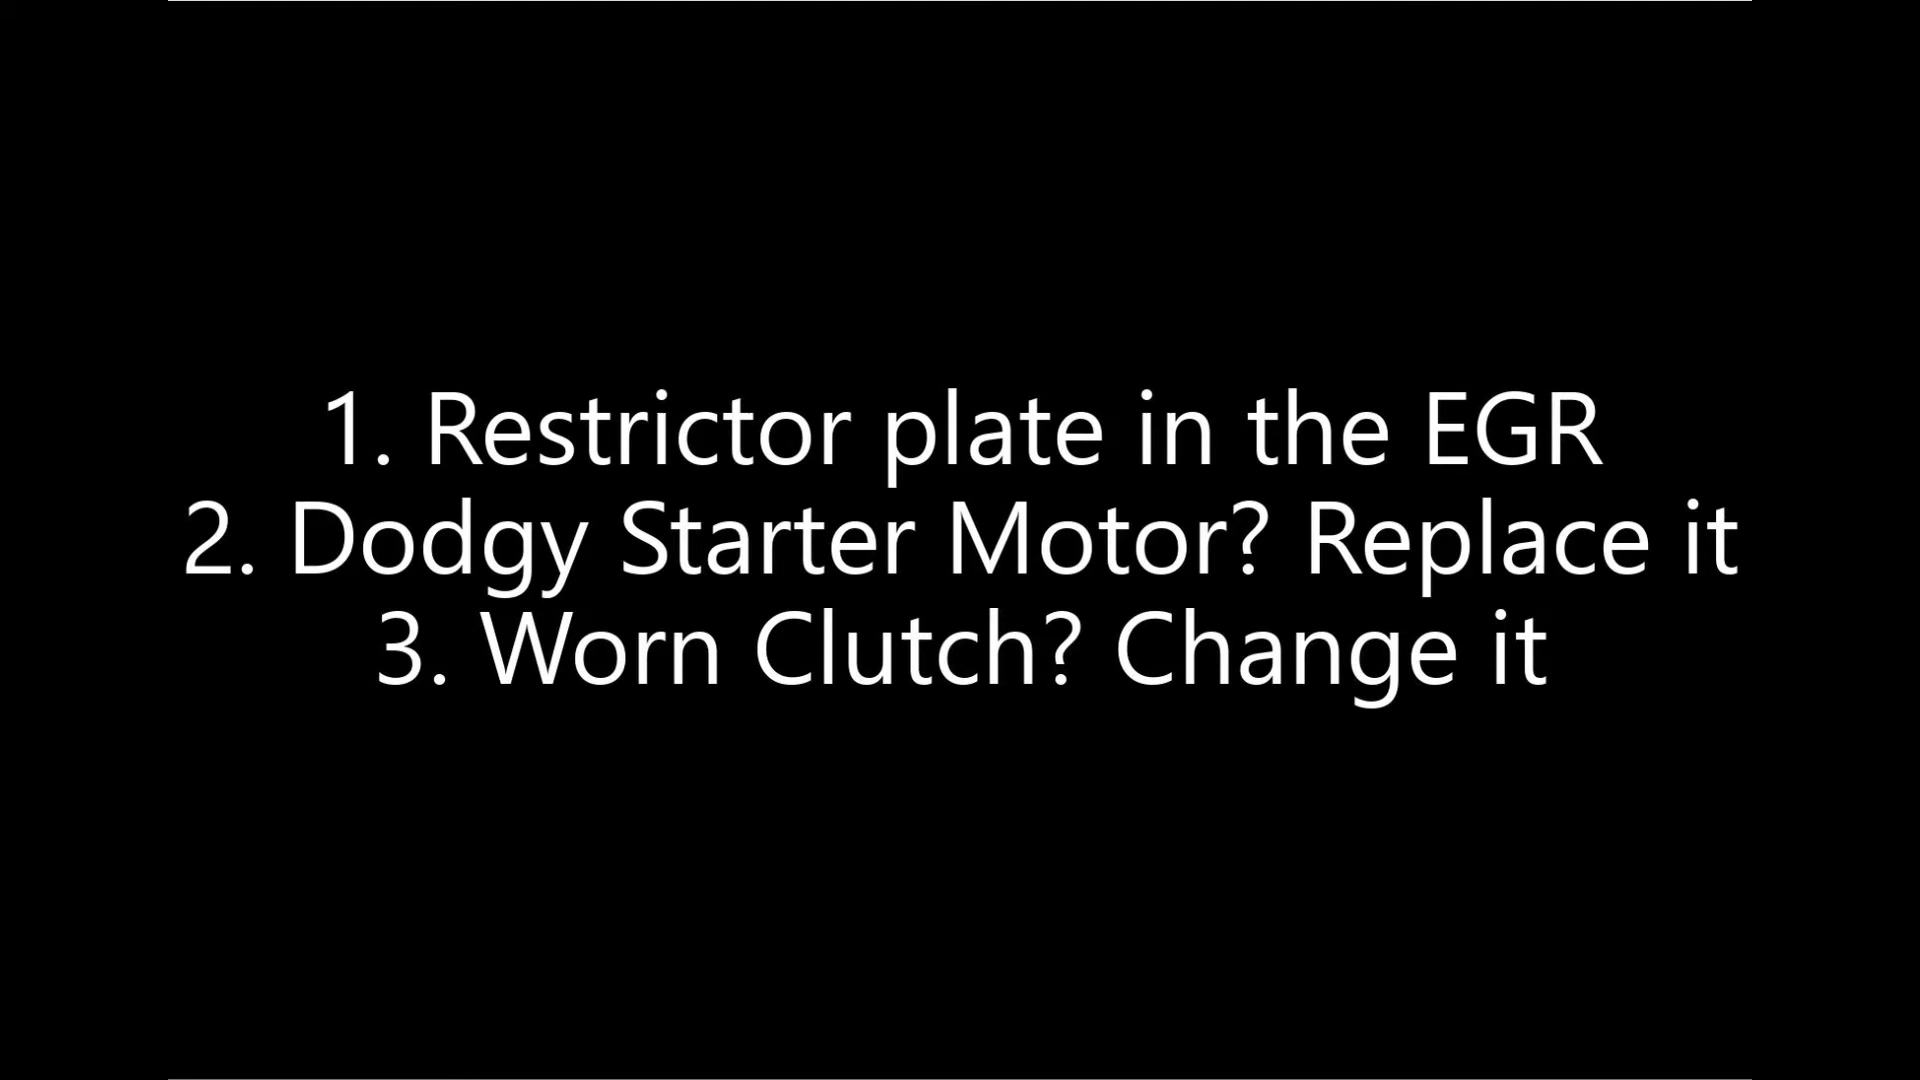 1. Restrictor plate in the EGR
2. Dodgy Starter Motor? Replace it
3. Worn Clutch? Change it